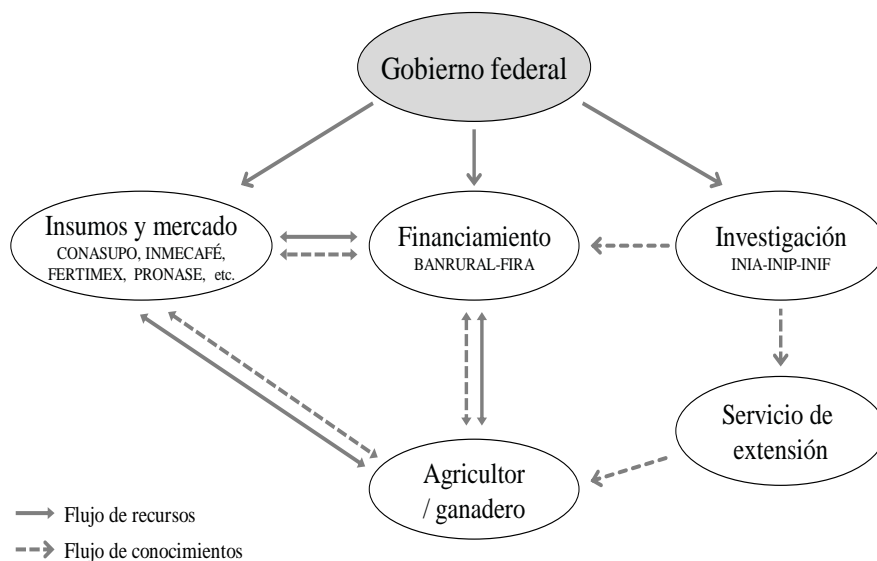 Gobierno federal
Insumos y mercado
CONASUPO, INMECAFÉ,
FERTIMEX, PRONASE, etc.
Financiamiento
BANRURAL-FIRA
Investigación
INIA-INIP-INIF
Servicio de
extensión
Agricultor
/ ganadero
Flujo de recursos
Flujo de conocimientos